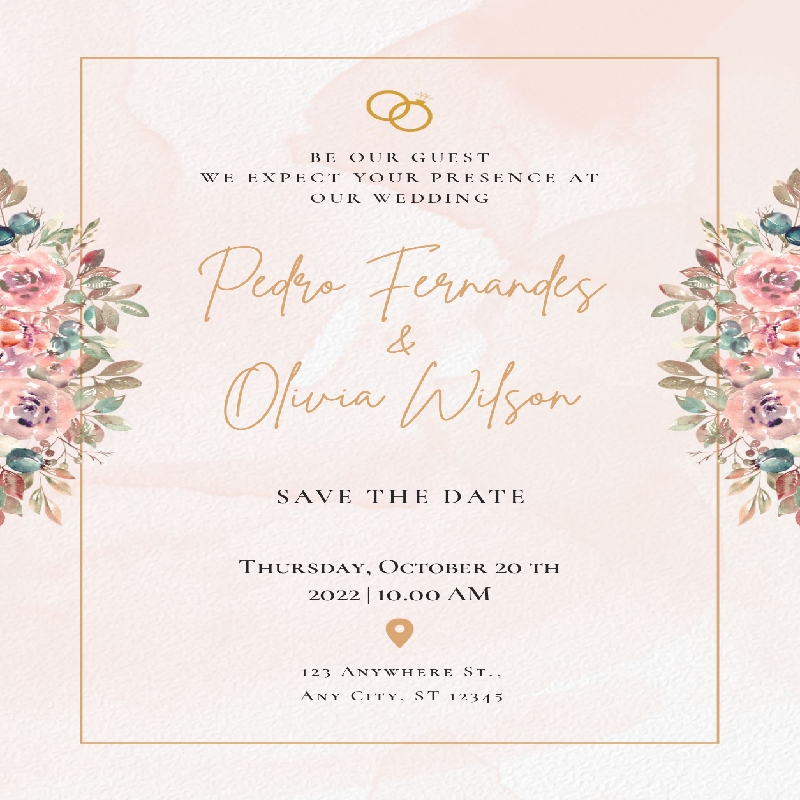 BE OUR GUEST
WE EXPECT YOUR PRESENCE AT
OUR WEDDING
Pedro Fernandes
&
Olivia Wilson
SAVE THE DATE
Thursday, October 20 th
2022 | 10.00 AM
123 Anywhere St.,
Any City, ST 12345